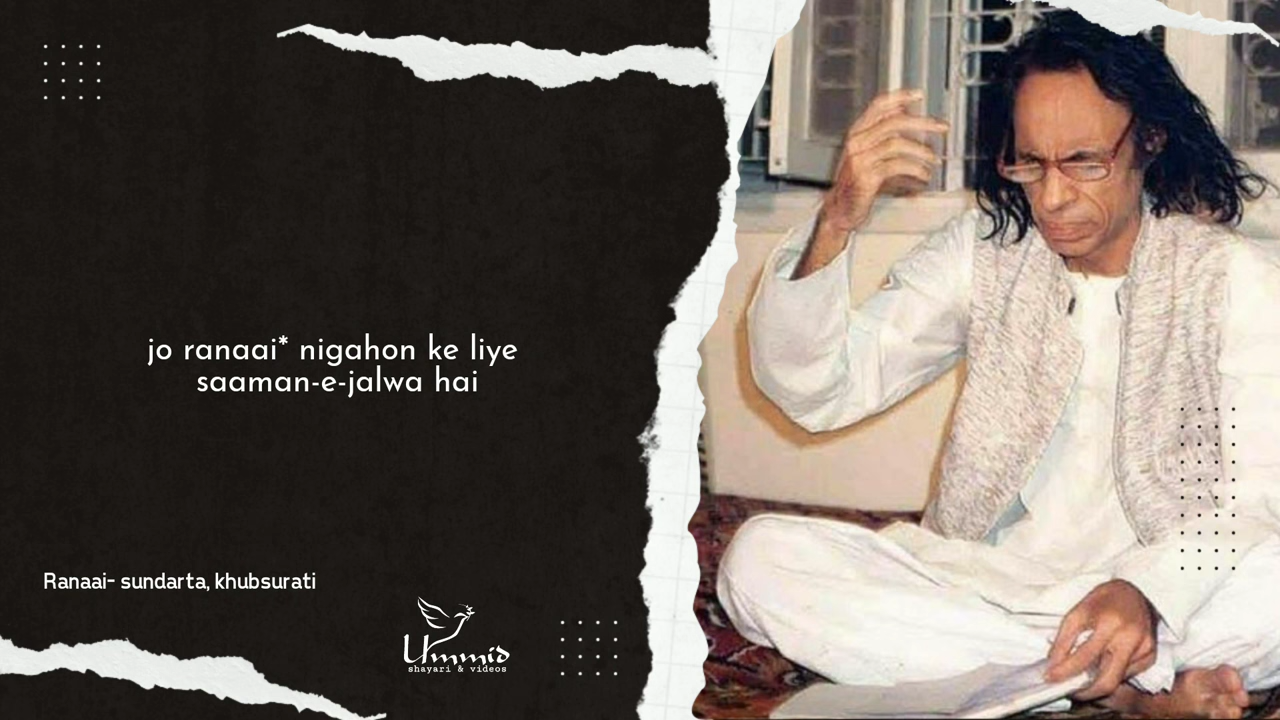 jo ranaai* nigahon ke liye
saaman-e-jalwa hai
Ranaai- sundarta, khubsurati
Ummid
shayari & videos